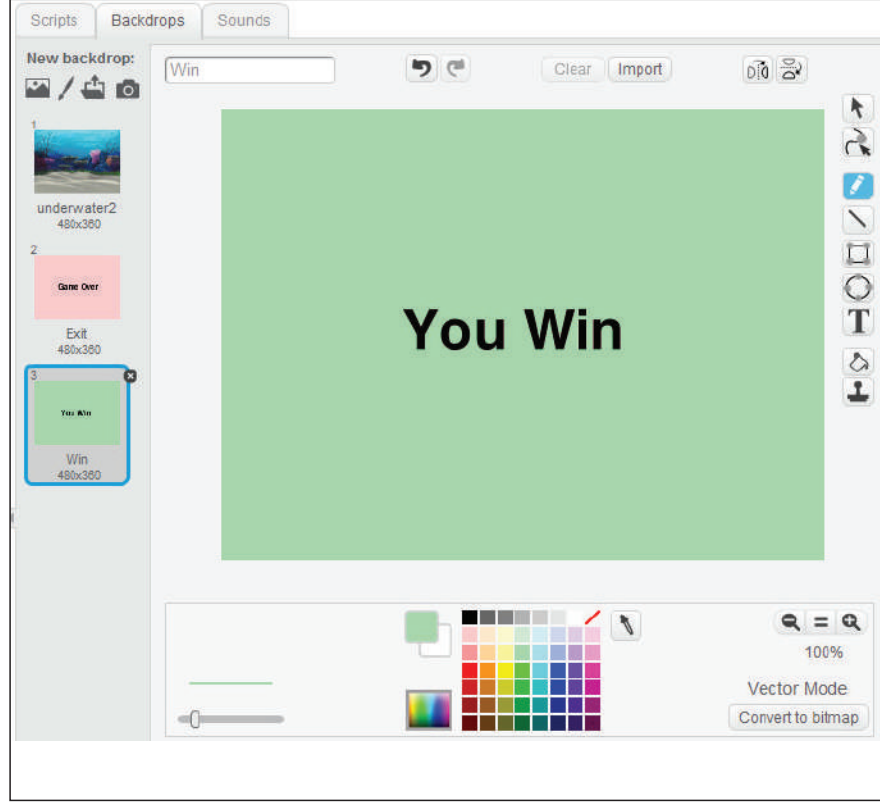 Scripts Backdrops Sounds
New backdrop:
Win
Clear Import
1
underwater2
480x360
2
Game Over
Exit
480x360
3
You Win
Win
480x360
You Win
T
100%
Vector Mode
Convert to bitmap